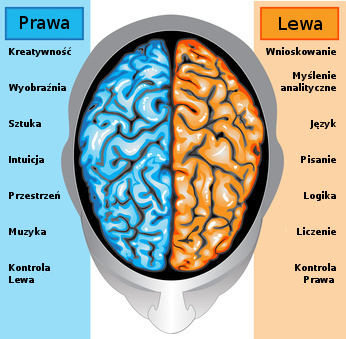 Prawa
Kreatywność
Wyobraźnia
Sztuka
Intuicja
Przestrzeń
Muzyka
Kontrola
Lewa
Lewa
Wnioskowanie
Myślenie
analityczne
Język
Pisanie
Logika
Liczenie
Kontrola
Prawa